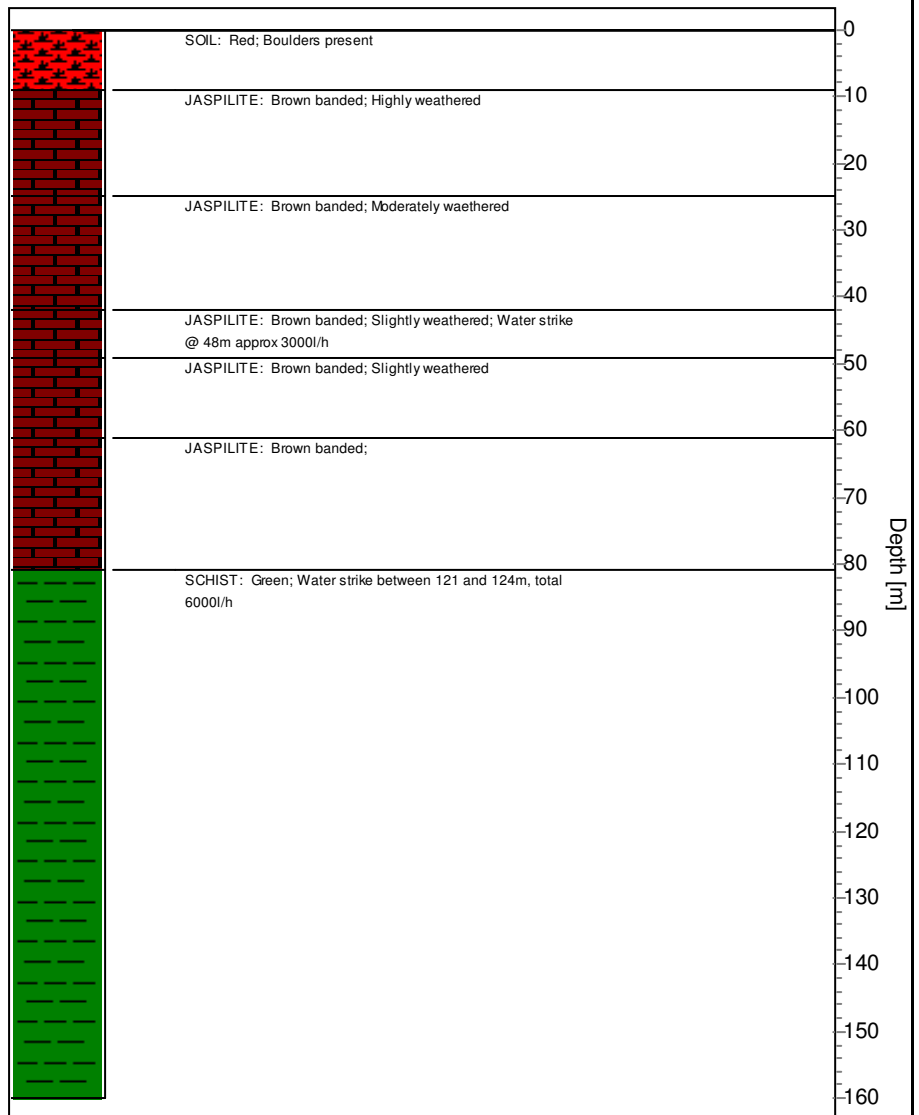 SOIL: Red; Boulders present
JASPILITE: Brown banded; Highly weathered
JASPILITE: Brown banded; Moderately waethered
JASPILITE: Brown banded; Slightly weathered; Water strike
@ 48m approx 3000l/h
JASPILITE: Brown banded; Slightly weathered
JASPILITE: Brown banded;
SCHIST: Green; Water strike between 121 and 124m, total
6000l/h
0
10
20
30
40
50
60
70
80
90
100
110
120
130
140
150
160
Depth [m]